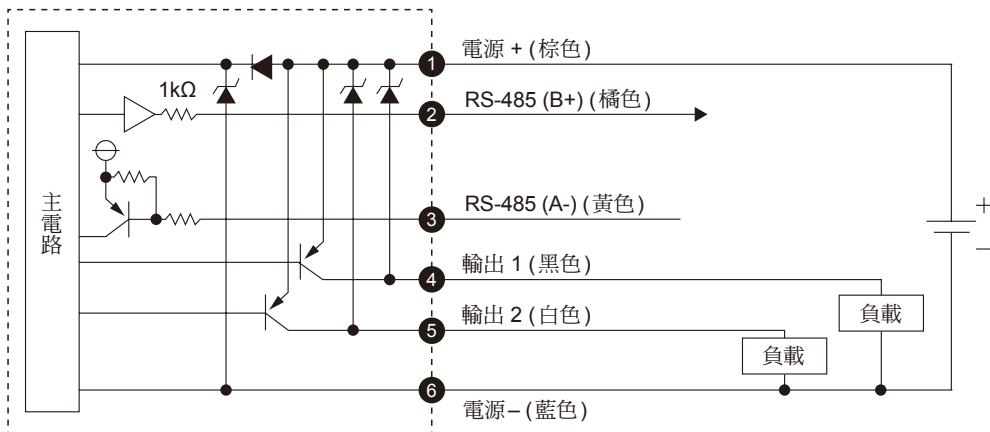 主電路
1kΩ
1 電源 + (棕色)
2 RS-485 (B+) (橘色)
3 RS-485 (A-) (黃色)
4 輸出 1 (黑色)
5 輸出 2 (白色)
6 電源– (藍色)
負載
負載
+
–